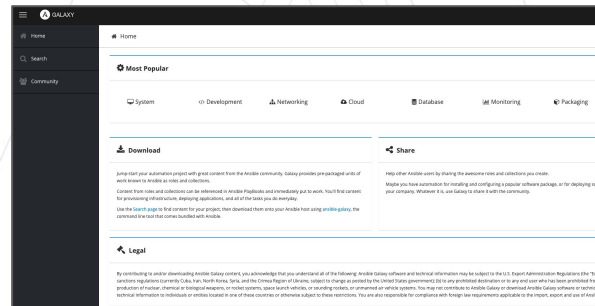 GALAXY
Home
Search
Community
Home
Most Popular
System
Development
Networking
Cloud
Database
Monitoring
Packaging
Download
Jump-start your automation project with great content from the Ansible community. Galaxy provides pre-packaged units of
work known to Ansible as roles and collections.
Content from roles and collections can be referenced in Ansible PlayBooks and immediately put to work. You'll find content
for provisioning infrastructure, deploying applications, and all of the tasks you do everyday.
Use the Search page to find content for your project, then download them onto your Ansible host using ansible-galaxy, the
command line tool that comes bundled with Ansible.
Share
Help other Ansible users by sharing the awesome roles and collections you create.
Maybe you have automation for installing and configuring a popular software package, or for deploying
your company. Whatever it is, use Galaxy to share it with the community.
Legal
By contributing to and/or downloading Ansible Galaxy content, you acknowledge that you understand all of the following: Ansible Galaxy software and technical information may be subject to the U.S. Export Administration Regulations (the
sanctions regulations (currently Cuba, Iran, North Korea, Syria, and the Crimea Region of Ukraine, subject to change as posted by the United States government); (b) to any prohibited destination or to any end user who has been prohibited
production of nuclear, chemical or biological weapons, or rocket systems, space launch vehicles, or sounding rockets, or unmanned air vehicle systems. You may not contribute to Ansible Galaxy or download Ansible Galaxy software or
technical information to individuals or entities located in one of these countries or otherwise subject to these restrictions. You are also responsible for compliance with foreign law requirements applicable to the import, export and use of